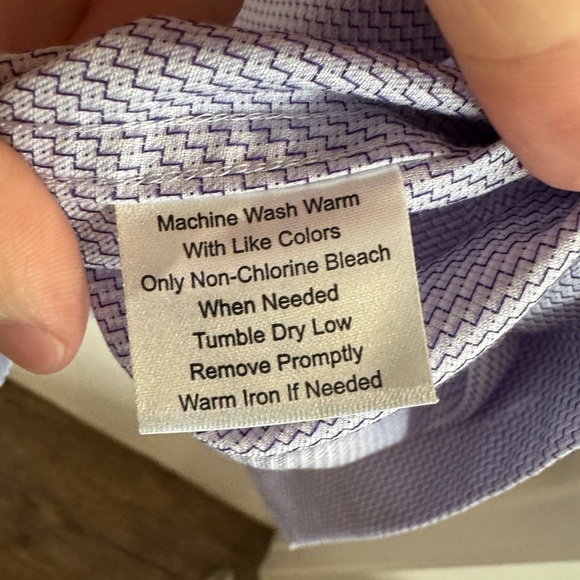 Machine Wash Warm
With Like Colors
Only Non-Chlorine Bleach
When Needed
Tumble Dry Low
Remove Promptly
Warm Iron If Needed